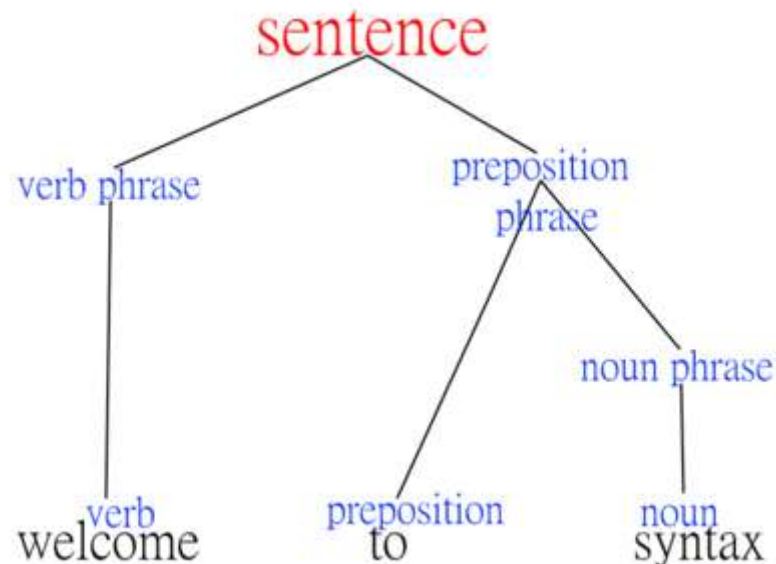 sentence
verb phrase
preposition
phrase
noun phrase
verb
preposition
noun
welcome
to
syntax